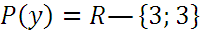 P(y) = R— {3; 3}